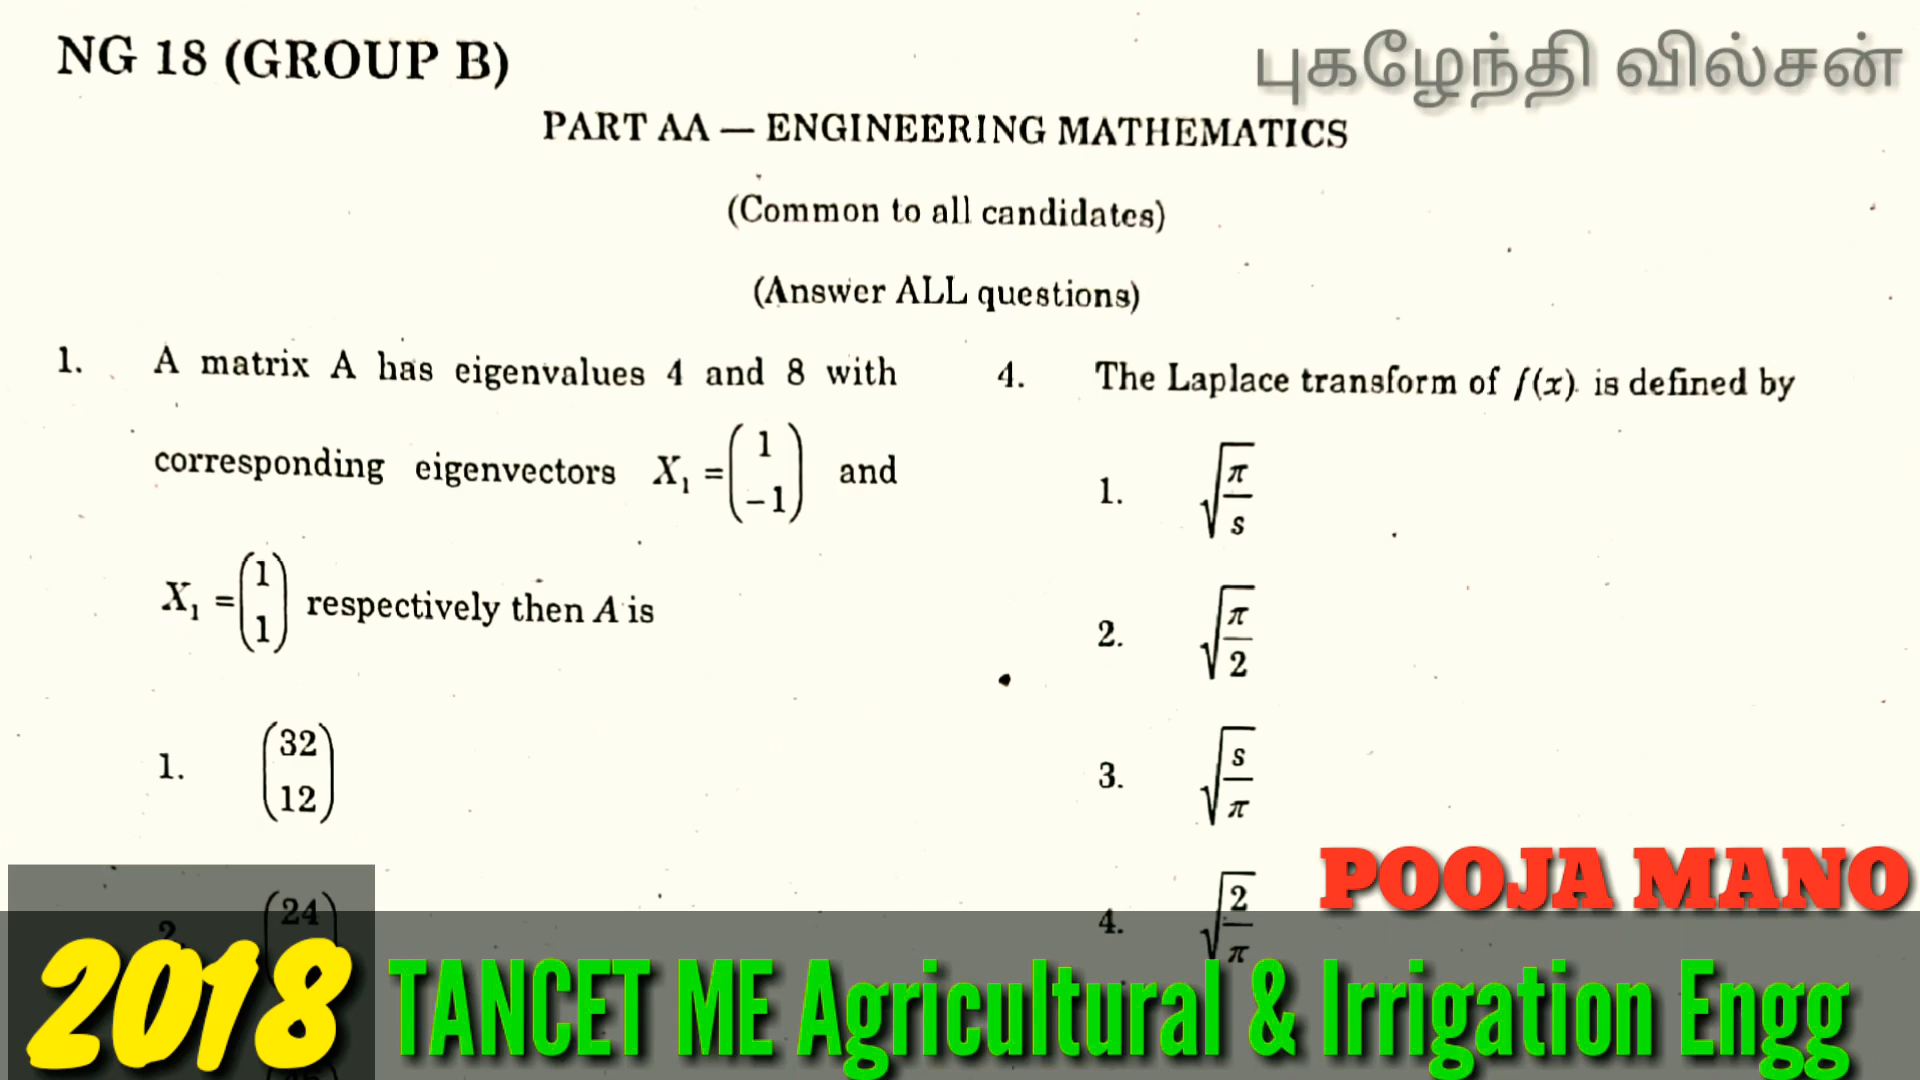 NG 18 (GROUP B)
புகழேந்தி வில்சன்
PART AA — ENGINEERING MATHEMATICS
(Common to all candidates)
(Answer ALL questions)
1. A matrix A has eigenvalues 4 and 8 with
corresponding eigenvectors X₁ = (1 −1) and
X₁ = (1 1) respectively then A is
1. (32 12)
2. (24
4. The Laplace transform of f(x) is defined by
1. √(π/s)
2. √(π/2)
3. √(s/π)
4. √(2/π)
POOJA MANO
2018 TANCET ME Agricultural & Irrigation Engg